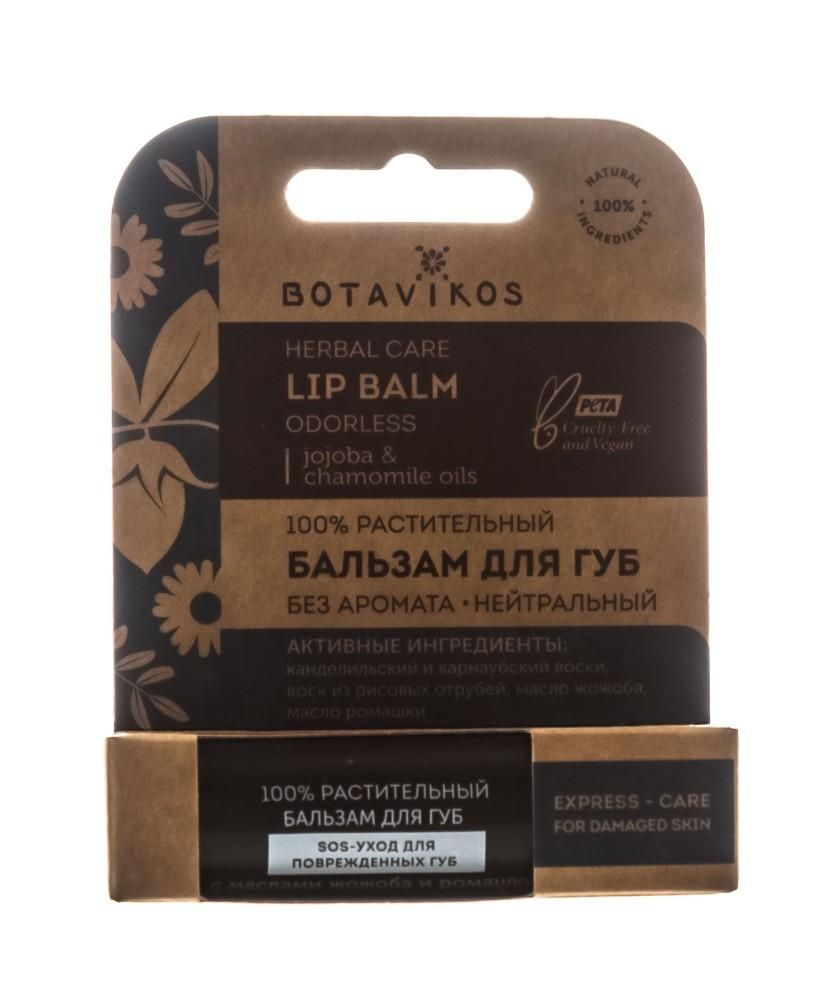 NATURAL
100%
INGREDIENTS
BOTAVIKOS
HERBAL CARE
LIP BALM
ODORLESS
jojoba &
chamomile oils
PETA
Cruelty-Free
and Vegan
100% РАСТИТЕЛЬНЫЙ
БАЛЬЗАМ ДЛЯ ГУБ
БЕЗ АРОМАТА • НЕЙТРАЛЬНЫЙ
АКТИВНЫЕ ИНГРЕДИЕНТЫ:
канделильский и карнаубский воски,
воск из рисовых отрубей, масло жожоба,
масло ромашки
100% РАСТИТЕЛЬНЫЙ
БАЛЬЗАМ ДЛЯ ГУБ
SOS-УХОД ДЛЯ
ПОВРЕЖДЕННЫХ ГУБ
с маслами жожоба и
EXPRESS - CARE
FOR DAMAGED SKIN